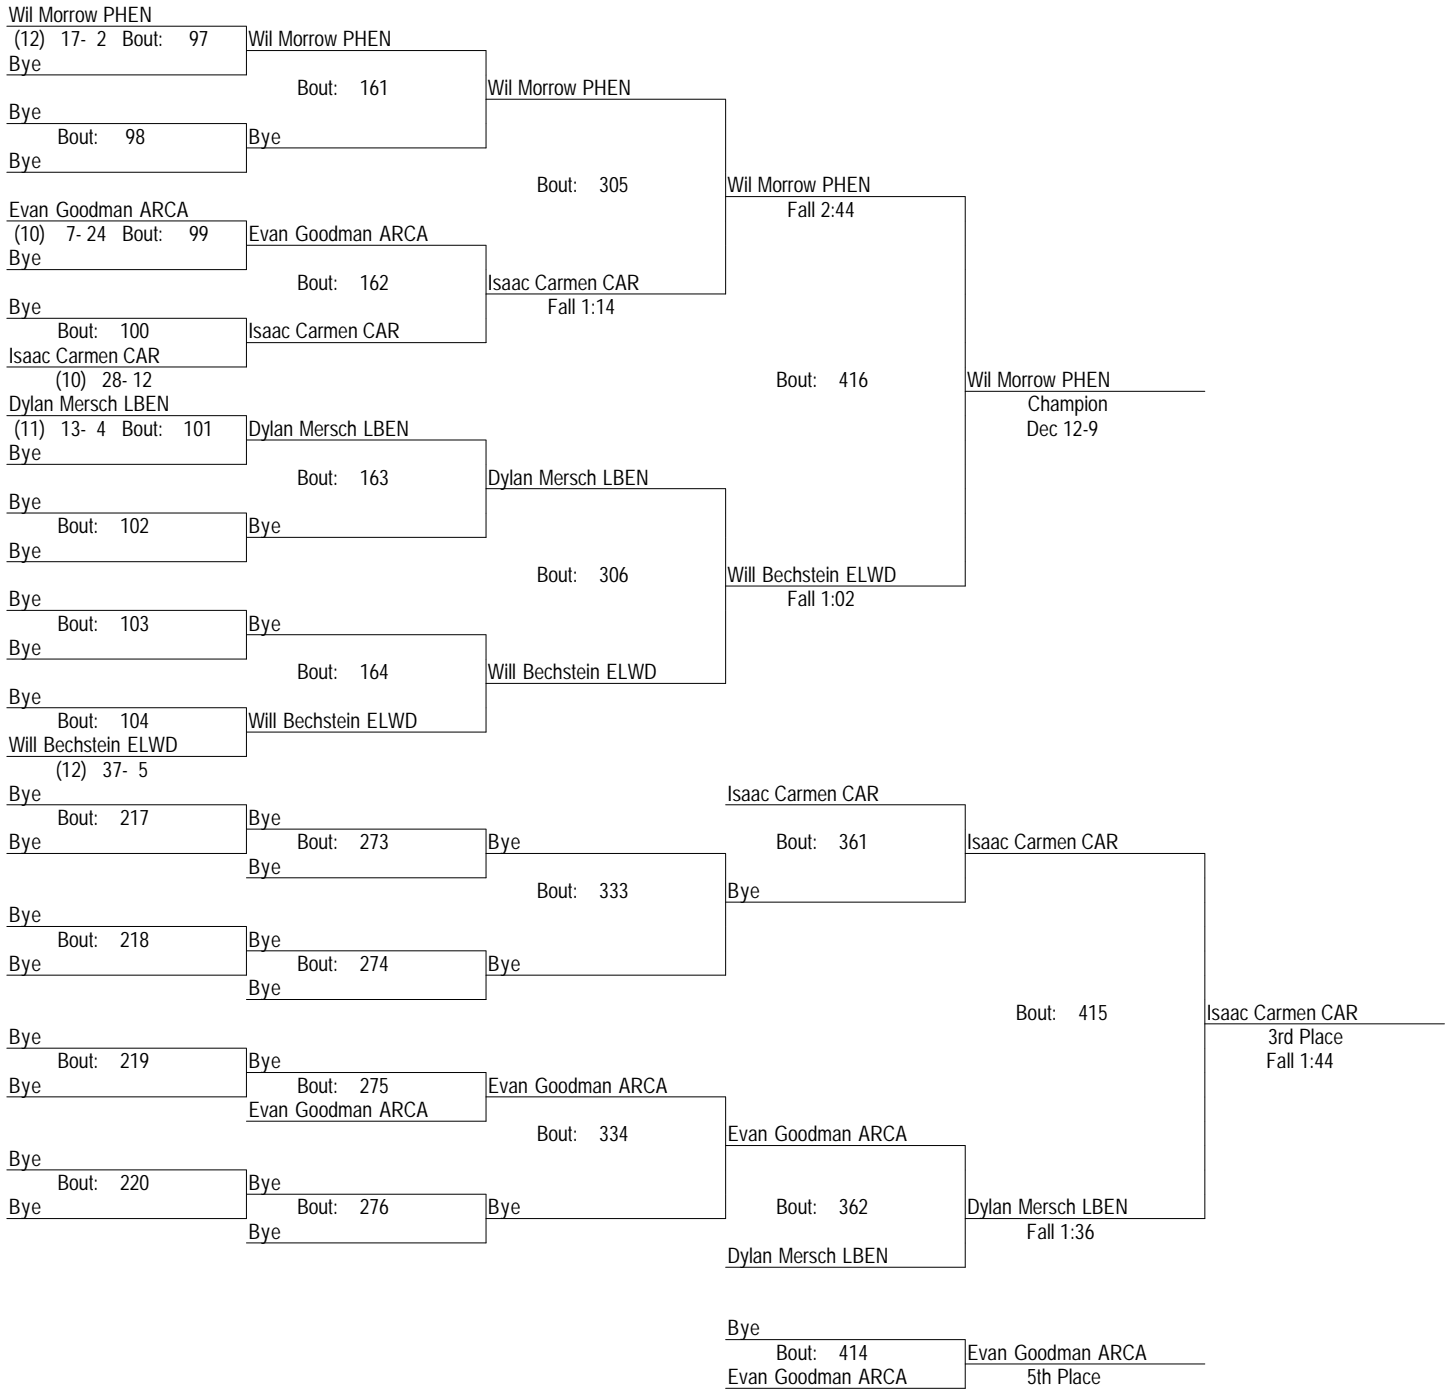 Wil Morrow PHEN
(12) 17- 2 Bout: 97 Wil Morrow PHEN
Bye
Bout: 161 Wil Morrow PHEN
Bye
Bout: 98 Bye
Bye
Bout: 305 Wil Morrow PHEN
Fall 2:44
Evan Goodman ARCA
(10) 7- 24 Bout: 99 Evan Goodman ARCA
Bye
Bout: 162 Isaac Carmen CAR
Bye Fall 1:14
Bout: 100 Isaac Carmen CAR
Isaac Carmen CAR
(10) 28- 12 Bout: 416 Wil Morrow PHEN
Dylan Mersch LBEN Champion
(11) 13- 4 Bout: 101 Dylan Mersch LBEN Dec 12-9
Bye
Bout: 163 Dylan Mersch LBEN
Bye
Bout: 102 Bye
Bye
Bout: 306 Will Bechstein ELWD
Bye Fall 1:02
Bout: 103 Bye
Bye
Bout: 164 Will Bechstein ELWD
Bye
Bout: 104 Will Bechstein ELWD
Will Bechstein ELWD
(12) 37- 5
Bye Isaac Carmen CAR
Bout: 217 Bye
Bye Bout: 273 Bye Bout: 361 Isaac Carmen CAR
Bye
Bout: 333 Bye
Bye
Bout: 218 Bye
Bye Bout: 274 Bye
Bye
Bout: 415 Isaac Carmen CAR
Bye 3rd Place
Bout: 219 Bye Fall 1:44
Bye Bout: 275 Evan Goodman ARCA
Evan Goodman ARCA
Bout: 334 Evan Goodman ARCA
Bye
Bout: 220 Bye
Bye Bout: 276 Bye Bout: 362 Dylan Mersch LBEN
Bye Fall 1:36
Dylan Mersch LBEN
Bye
Bout: 414 Evan Goodman ARCA
Evan Goodman ARCA 5th Place